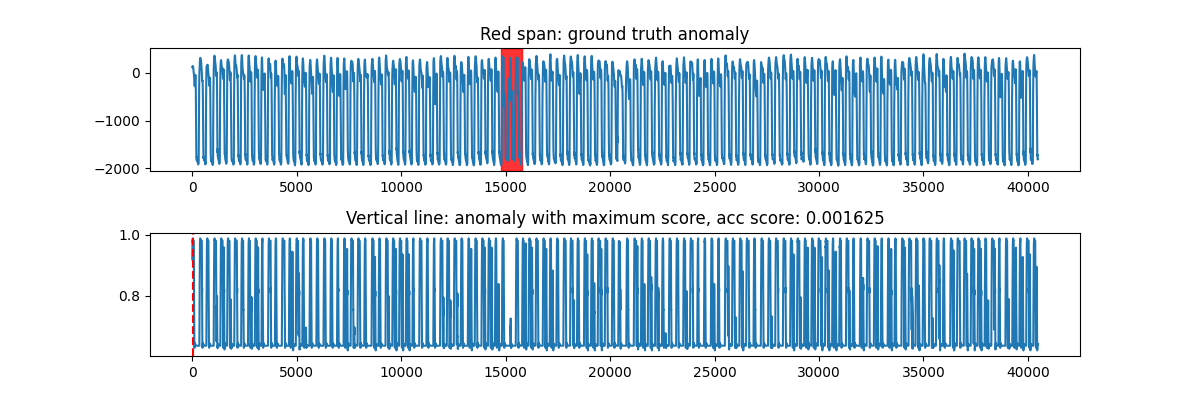 Red span: ground truth anomaly
0
−1000
−2000
0 5000 10000 15000 20000 25000 30000 35000 40000
Vertical line: anomaly with maximum score, acc score: 0.001625
1.0
0.8
0 5000 10000 15000 20000 25000 30000 35000 40000